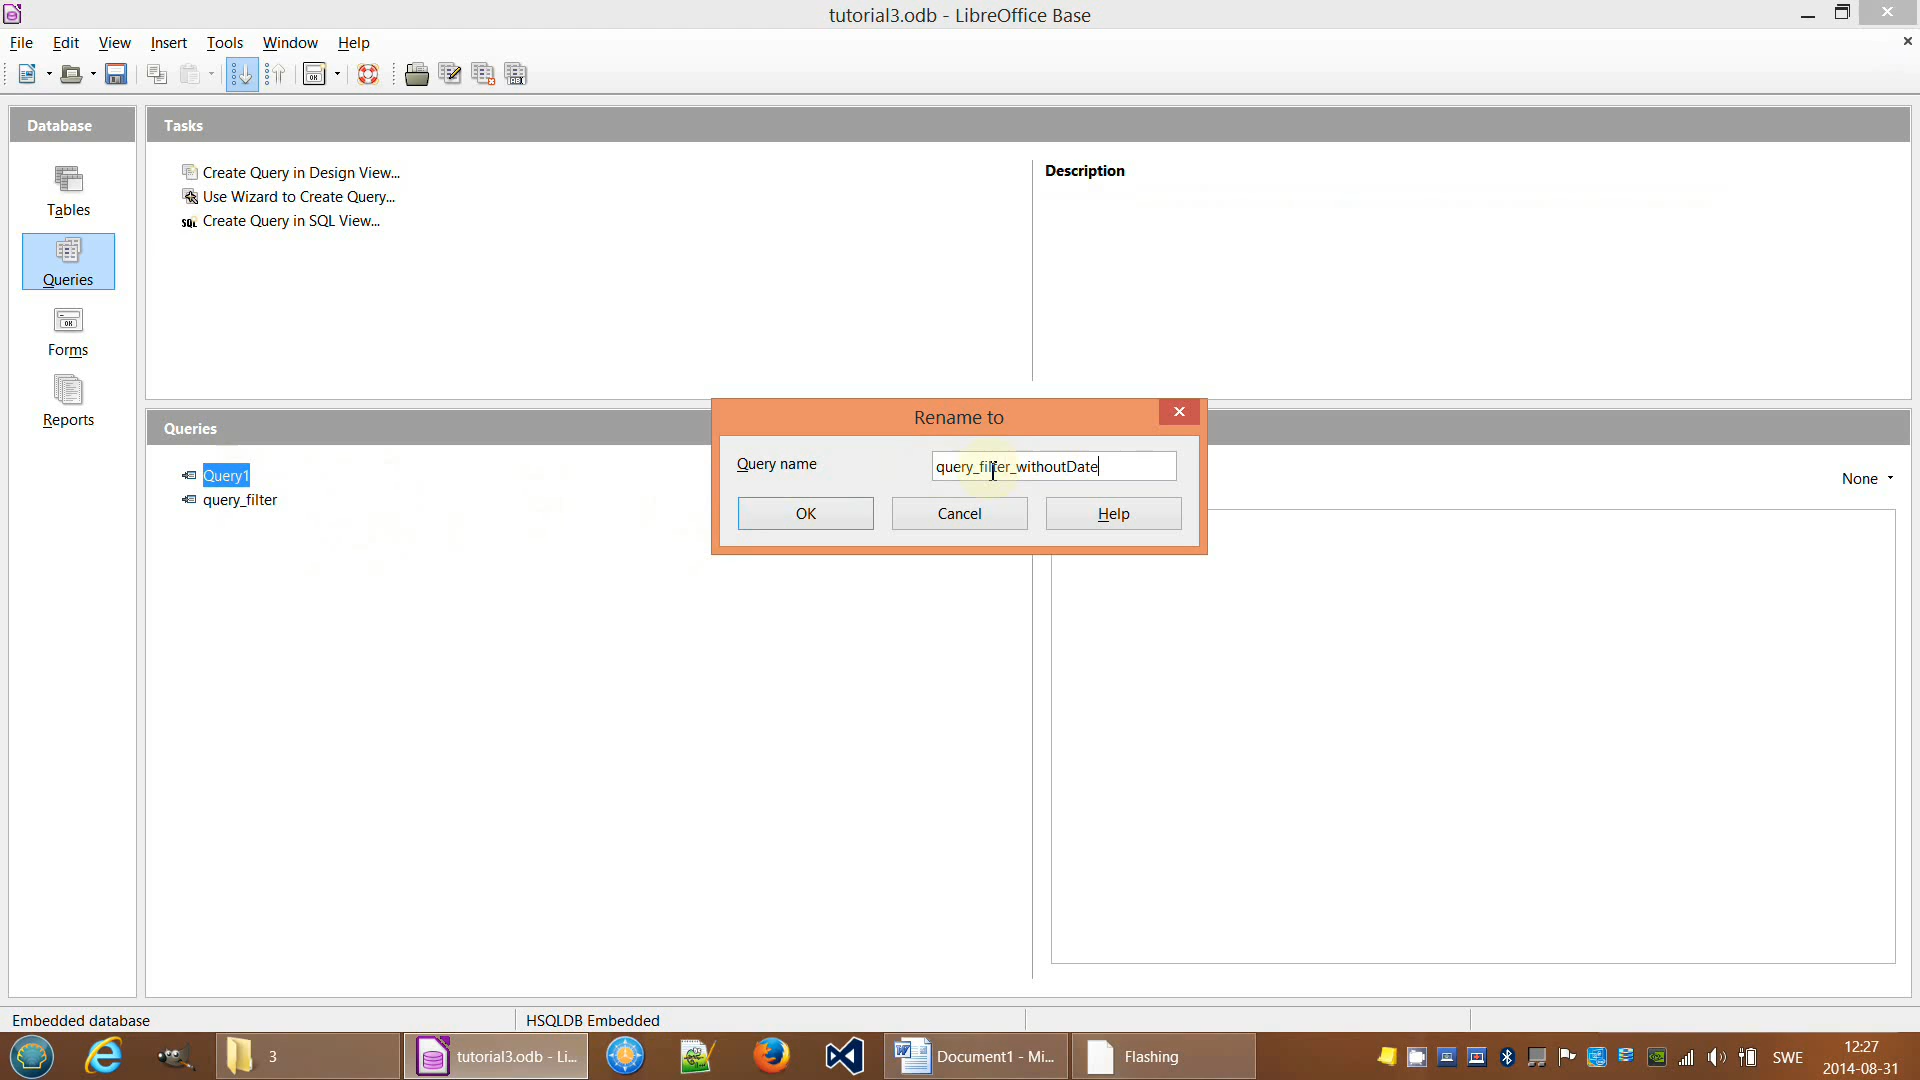 tutorial3.odb - LibreOffice Base
File Edit View Insert Tools Window Help
Database
Tables
Queries
Forms
Reports
Tasks
Create Query in Design View...
Use Wizard to Create Query...
SQL Create Query in SQL View...
Description
Queries
Query1
query_filter
None
Rename to
Query name
query_filter_withoutDate
OK
Cancel
Help
Embedded database
HSQLDB Embedded
3
tutorial3.odb - Li...
Document1 - Mi...
Flashing
SWE
12:27
2014-08-31